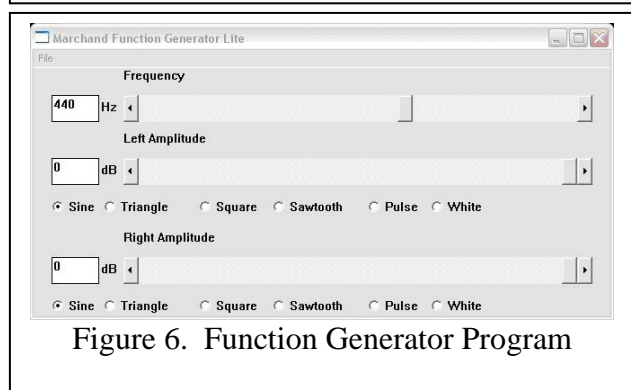 Marchand Function Generator Lite
File
Frequency
440 Hz
Left Amplitude
0 dB
Sine Triangle Square Sawtooth Pulse White
Right Amplitude
0 dB
Sine Triangle Square Sawtooth Pulse White
Figure 6. Function Generator Program